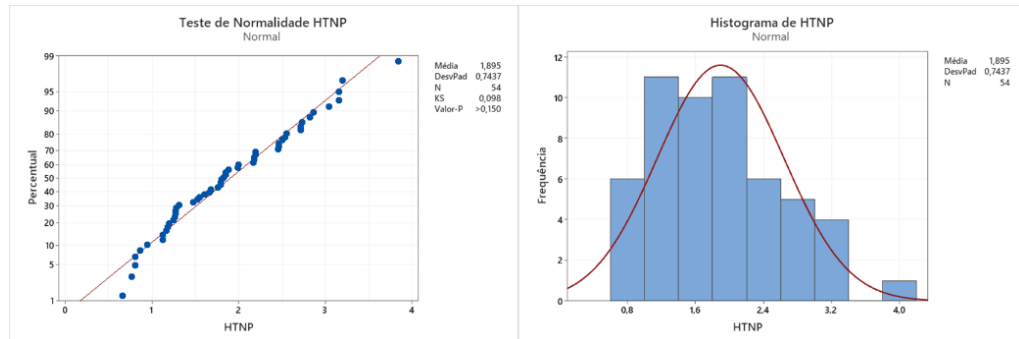 Teste de Normalidade HTNP
Normal
99
95
90
80
70
60
50
40
30
20
10
5
1
Percentual
0
1
2
3
4
HTNP
Média 1,895
DesvPad 0,7437
N 54
KS 0,098
Valor-P >0,150
Histograma de HTNP
Normal
12
10
8
6
4
2
0
Frequência
0,8
1,6
2,4
3,2
4,0
HTNP
Média 1,895
DesvPad 0,7437
N 54